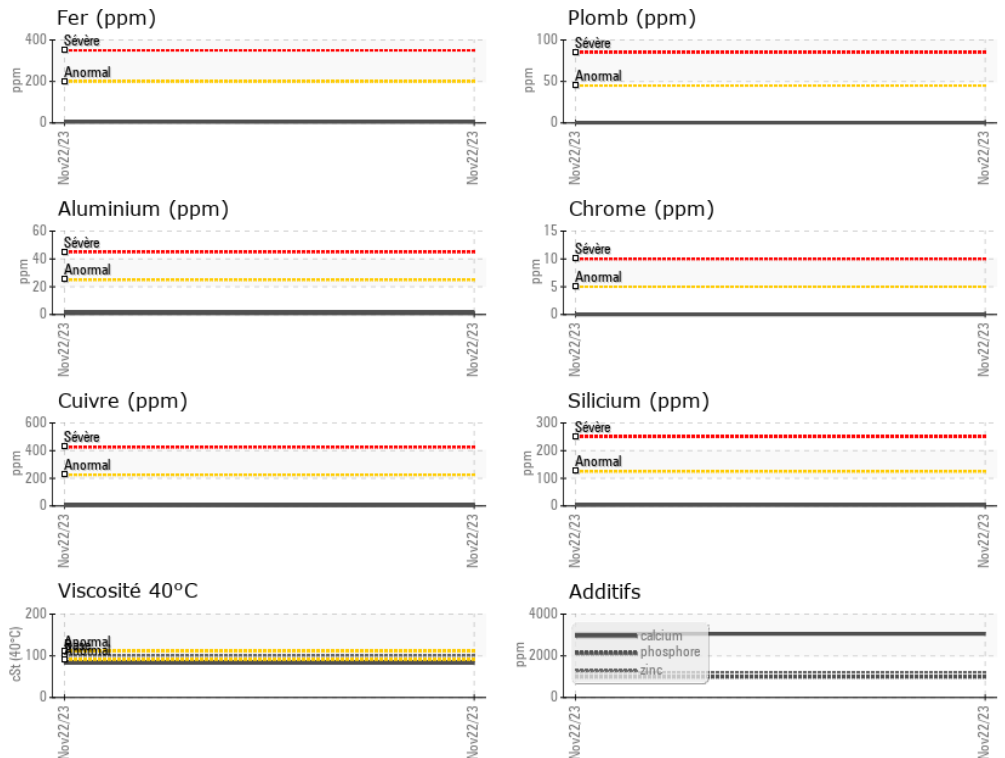 Fer (ppm)
400
200
0
ppm
Sévère
Anormal
Nov22/23
Nov22/23
Plomb (ppm)
100
50
0
ppm
Sévère
Anormal
Nov22/23
Nov22/23
Aluminium (ppm)
60
40
20
0
ppm
Sévère
Anormal
Nov22/23
Nov22/23
Chrome (ppm)
15
10
5
0
ppm
Sévère
Anormal
Nov22/23
Nov22/23
Cuivre (ppm)
600
400
200
0
ppm
Sévère
Anormal
Nov22/23
Nov22/23
Silicium (ppm)
300
200
100
0
ppm
Sévère
Anormal
Nov22/23
Nov22/23
Viscosité 40°C
200
100
0
cSt (40°C)
Anormal
Anormal
Nov22/23
Nov22/23
Additifs
4000
2000
0
ppm
calcium
phosphore
zinc
Nov22/23
Nov22/23